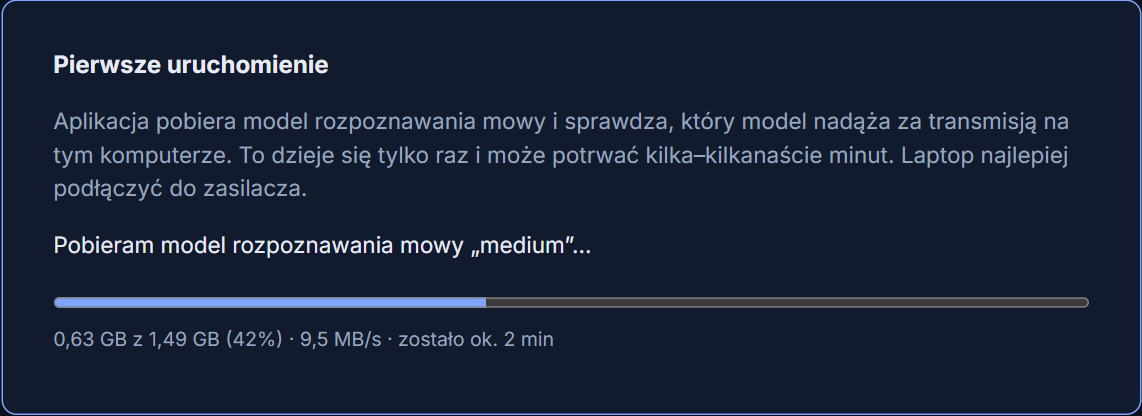 Pierwsze uruchomienie
Aplikacja pobiera model rozpoznawania mowy i sprawdza, który model nadąża za transmisją na
tym komputerze. To dzieje się tylko raz i może potrwać kilka–kilkanaście minut. Laptop najlepiej
podłączyć do zasilacza.
Pobieram model rozpoznawania mowy „medium”…
0,63 GB z 1,49 GB (42%) · 9,5 MB/s · zostało ok. 2 min